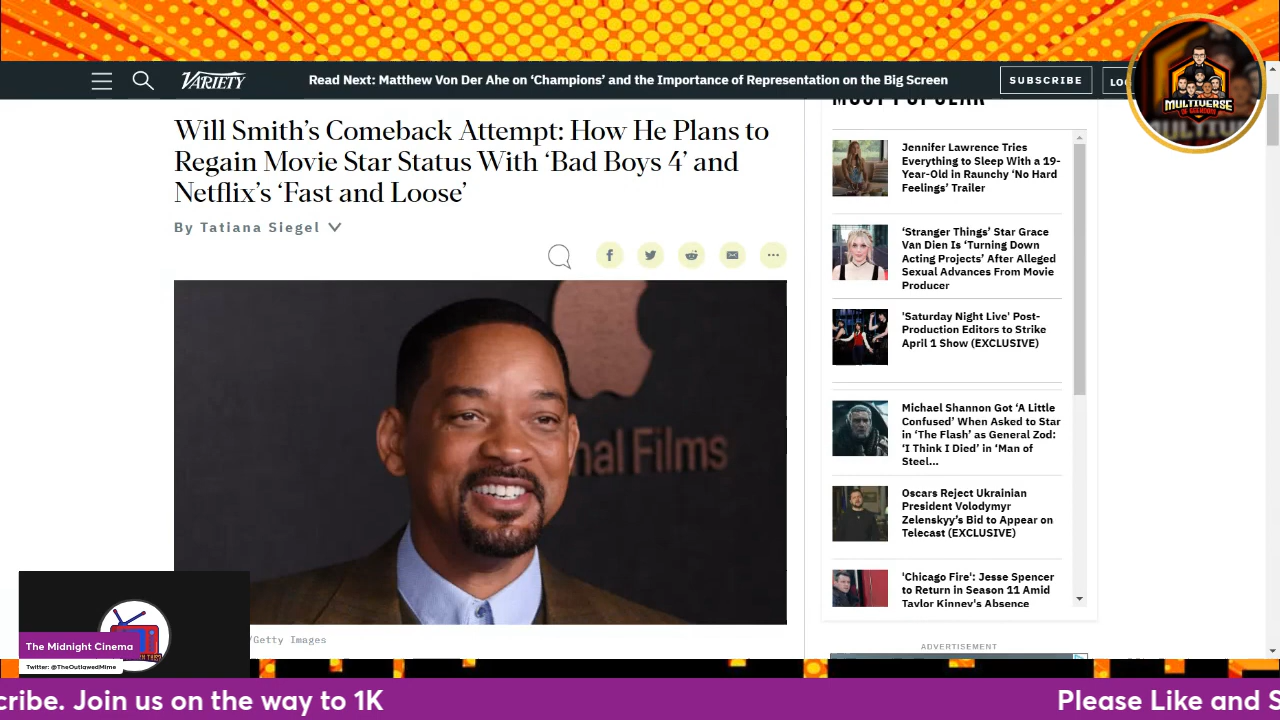 VARIETY
Read Next: Matthew Von Der Ahe on ‘Champions’ and the Importance of Representation on the Big Screen
SUBSCRIBE
MULTIVERSE
Will Smith’s Comeback Attempt: How He Plans to
Regain Movie Star Status With ‘Bad Boys 4’ and
Netflix’s ‘Fast and Loose’
By Tatiana Siegel
nal Films
/Getty Images
MOST POPULAR
Jennifer Lawrence Tries
Everything to Sleep With a 19-
Year-Old in Raunchy ‘No Hard
Feelings’ Trailer
‘Stranger Things’ Star Grace
Van Dien Is ‘Turning Down
Acting Projects’ After Alleged
Sexual Advances From Movie
Producer
'Saturday Night Live' Post-
Production Editors to Strike
April 1 Show (EXCLUSIVE)
Michael Shannon Got ‘A Little
Confused’ When Asked to Star
in ‘The Flash’ as General Zod:
‘I Think I Died’ in ‘Man of
Steel…
Oscars Reject Ukrainian
President Volodymyr
Zelenskyy’s Bid to Appear on
Telecast (EXCLUSIVE)
'Chicago Fire': Jesse Spencer
to Return in Season 11 Amid
Taylor Kinney's Absence
ADVERTISEMENT
The Midnight Cinema
Twitter: @TheOutlawedMime
cribe. Join us on the way to 1K
Please Like and S